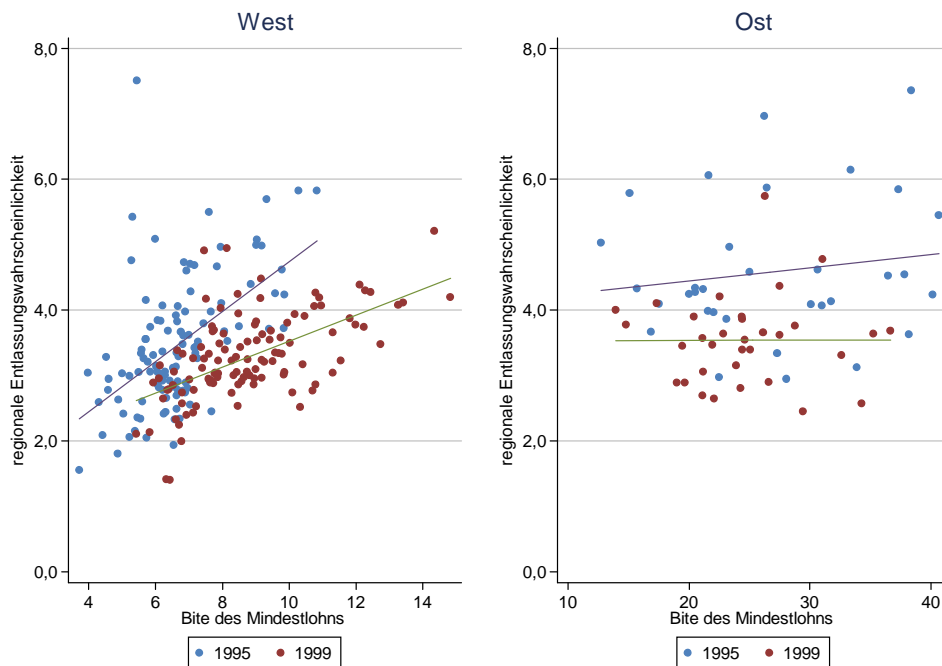 West
regionale Entlassungswahrscheinlichkeit
8,0
6,0
4,0
2,0
0,0
4 6 8 10 12 14
Bite des Mindestlohns
1995 1999
Ost
regionale Entlassungswahrscheinlichkeit
8,0
6,0
4,0
2,0
0,0
10 20 30 40
Bite des Mindestlohns
1995 1999